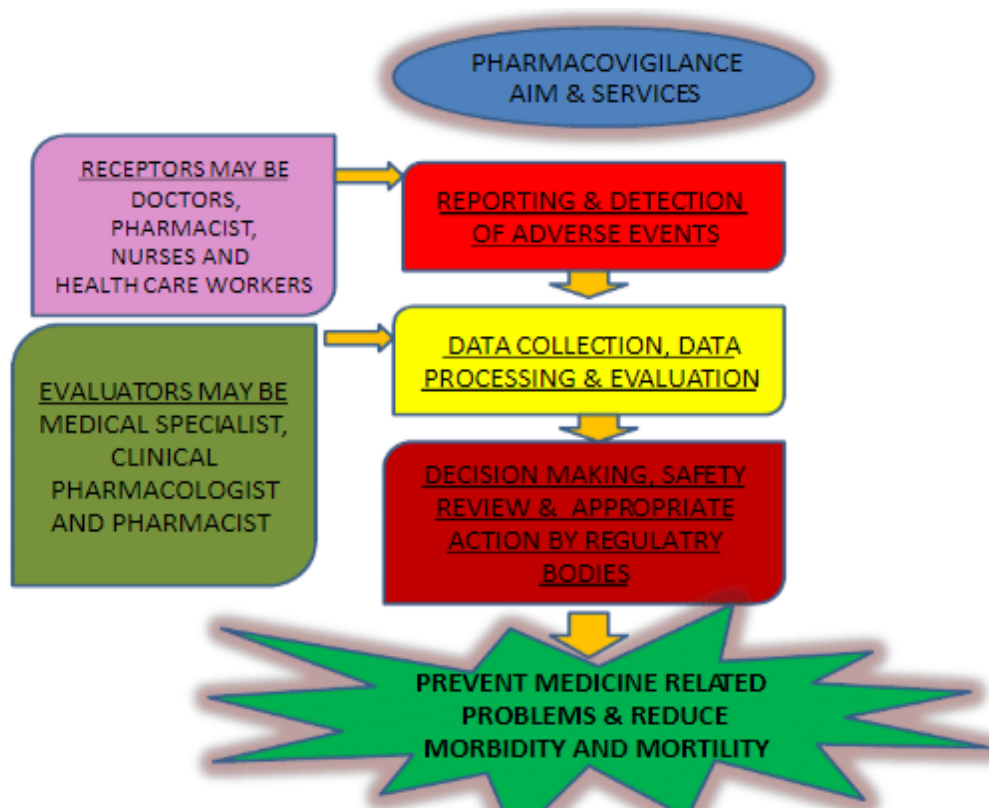 PHARMACOVIGILANCE
AIM & SERVICES
RECEPTORS MAY BE
DOCTORS,
PHARMACIST,
NURSES AND
HEALTH CARE WORKERS
REPORTING & DETECTION
OF ADVERSE EVENTS
EVALUATORS MAY BE
MEDICAL SPECIALIST,
CLINICAL
PHARMACOLOGIST
AND PHARMACIST
DATA COLLECTION, DATA
PROCESSING & EVALUATION
DECISION MAKING, SAFETY
REVIEW & APPROPRIATE
ACTION BY REGULATRY
BODIES
PREVENT MEDICINE RELATED
PROBLEMS & REDUCE
MORBIDITY AND MORTILITY